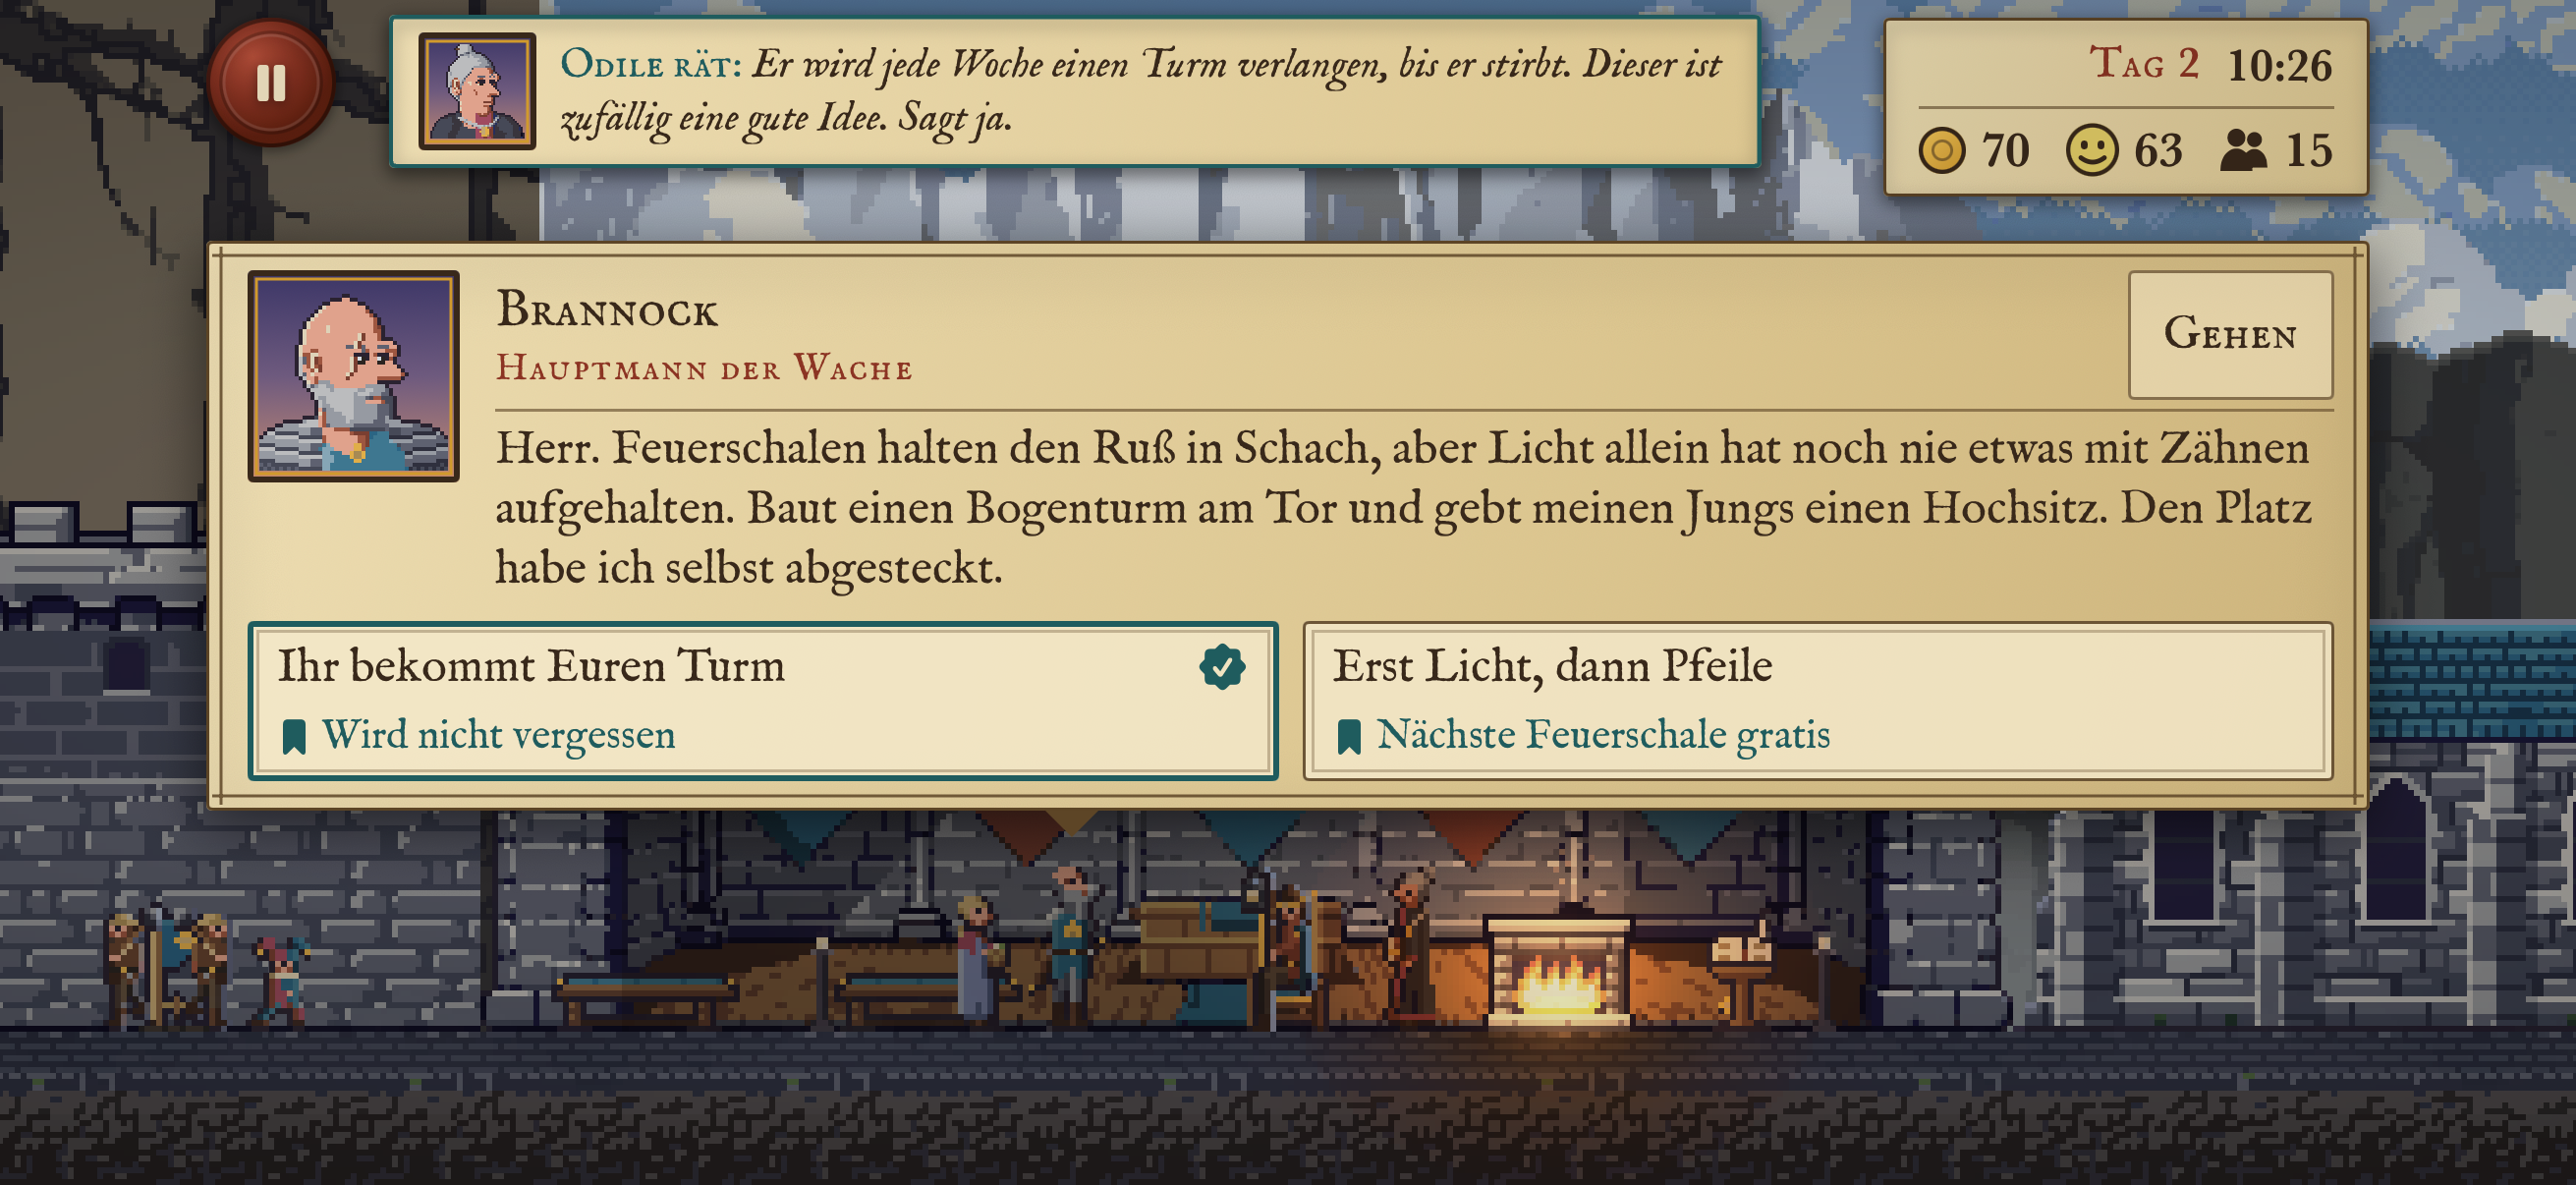 Odile rät: Er wird jede Woche einen Turm verlangen, bis er stirbt. Dieser ist
zufällig eine gute Idee. Sagt ja.
Tag 2 10:26
70 63 15
Brannock
Hauptmann der Wache
Gehen
Herr. Feuerschalen halten den Ruß in Schach, aber Licht allein hat noch nie etwas mit Zähnen
aufgehalten. Baut einen Bogenturm am Tor und gebt meinen Jungs einen Hochsitz. Den Platz
habe ich selbst abgesteckt.
Ihr bekommt Euren Turm
Wird nicht vergessen
Erst Licht, dann Pfeile
Nächste Feuerschale gratis